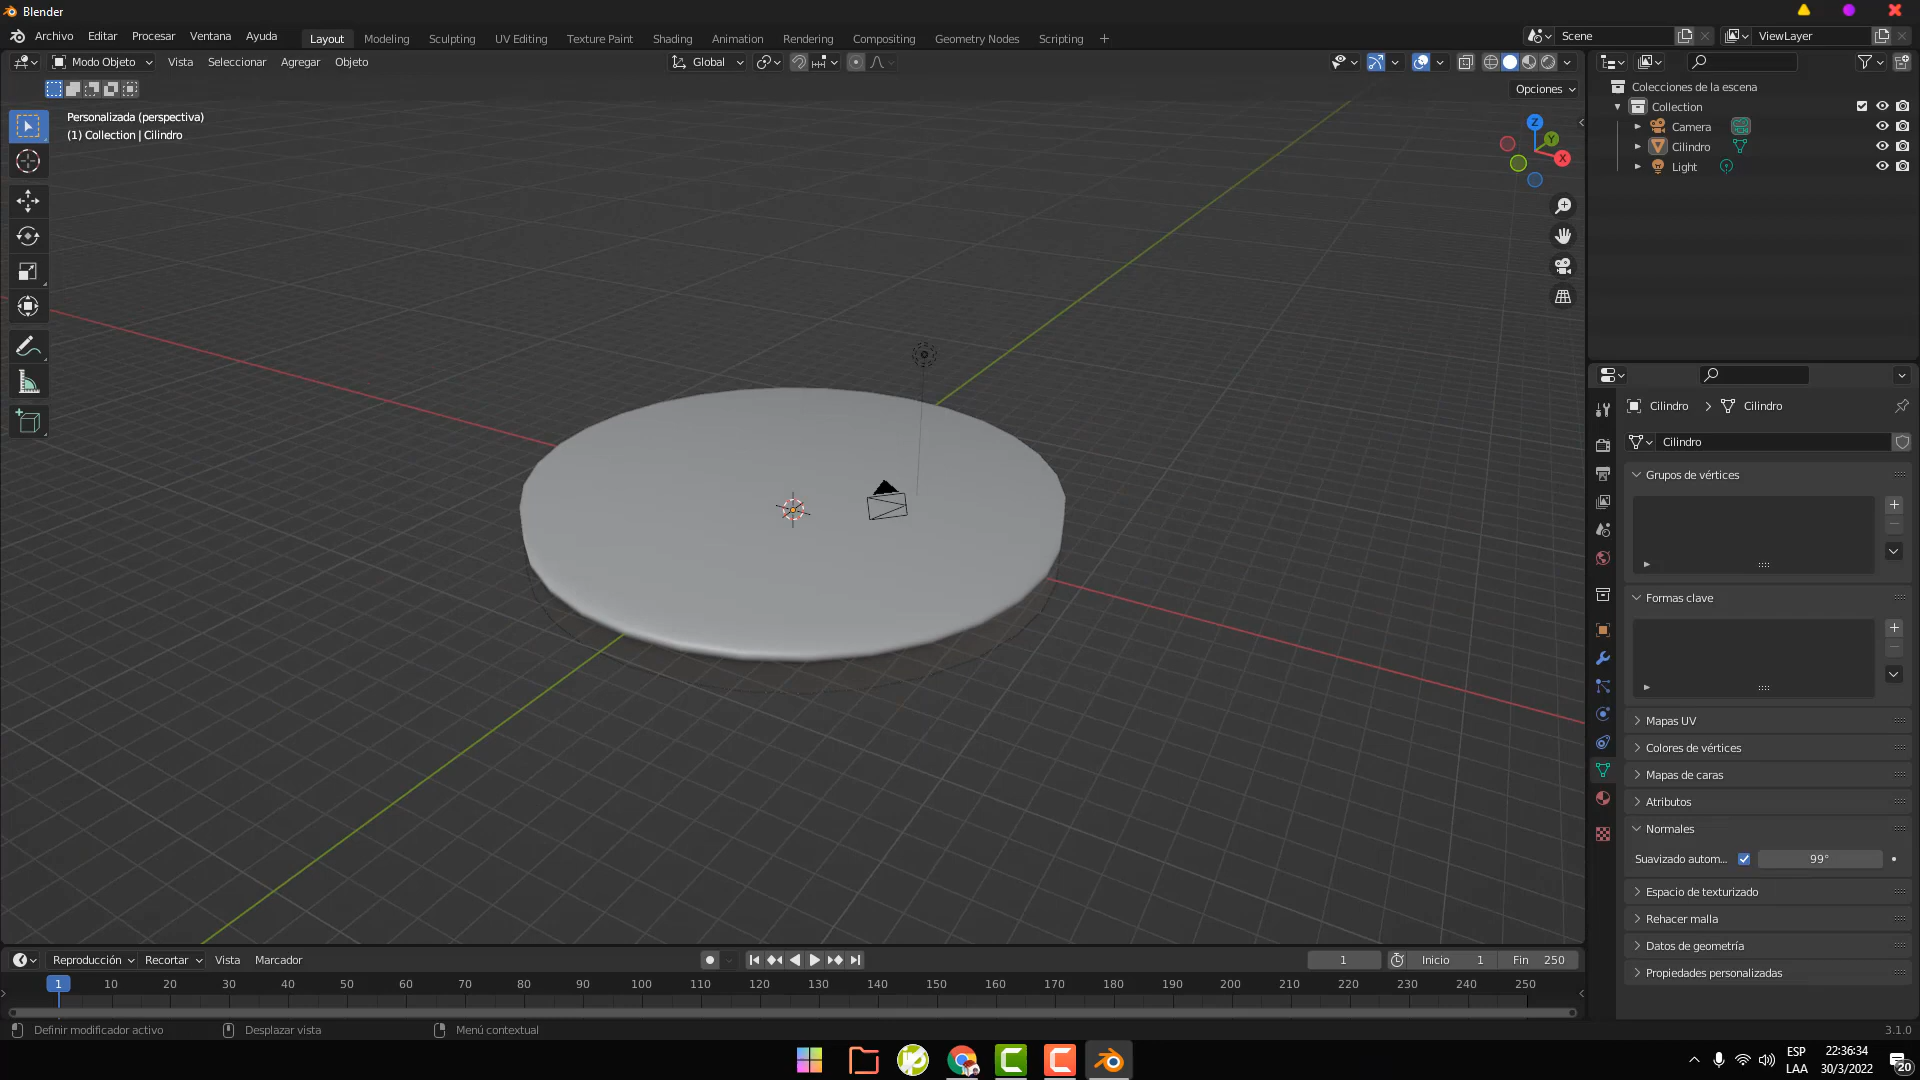 Blender
Archivo Editar Procesar Ventana Ayuda Layout Modeling Sculpting UV Editing Texture Paint Shading Animation Rendering Compositing Geometry Nodes Scripting + Scene ViewLayer
Modo Objeto Vista Seleccionar Agregar Objeto Global
Opciones
Personalizada (perspectiva)
(1) Collection | Cilindro
Z
Y
X
Colecciones de la escena
Collection
Camera
Cilindro
Light
Cilindro > Cilindro
Cilindro
Grupos de vértices
Formas clave
Mapas UV
Colores de vértices
Mapas de caras
Atributos
Normales
Suavizado autom... 99°
Espacio de texturizado
Rehacer malla
Datos de geometría
Propiedades personalizadas
Reproducción Recortar Vista Marcador 1 Inicio 1 Fin 250
1 10 20 30 40 50 60 70 80 90 100 110 120 130 140 150 160 170 180 190 200 210 220 230 240 250
Definir modificador activo Desplazar vista Menú contextual 3.1.0
ESP
LAA
22:36:34
30/3/2022
20